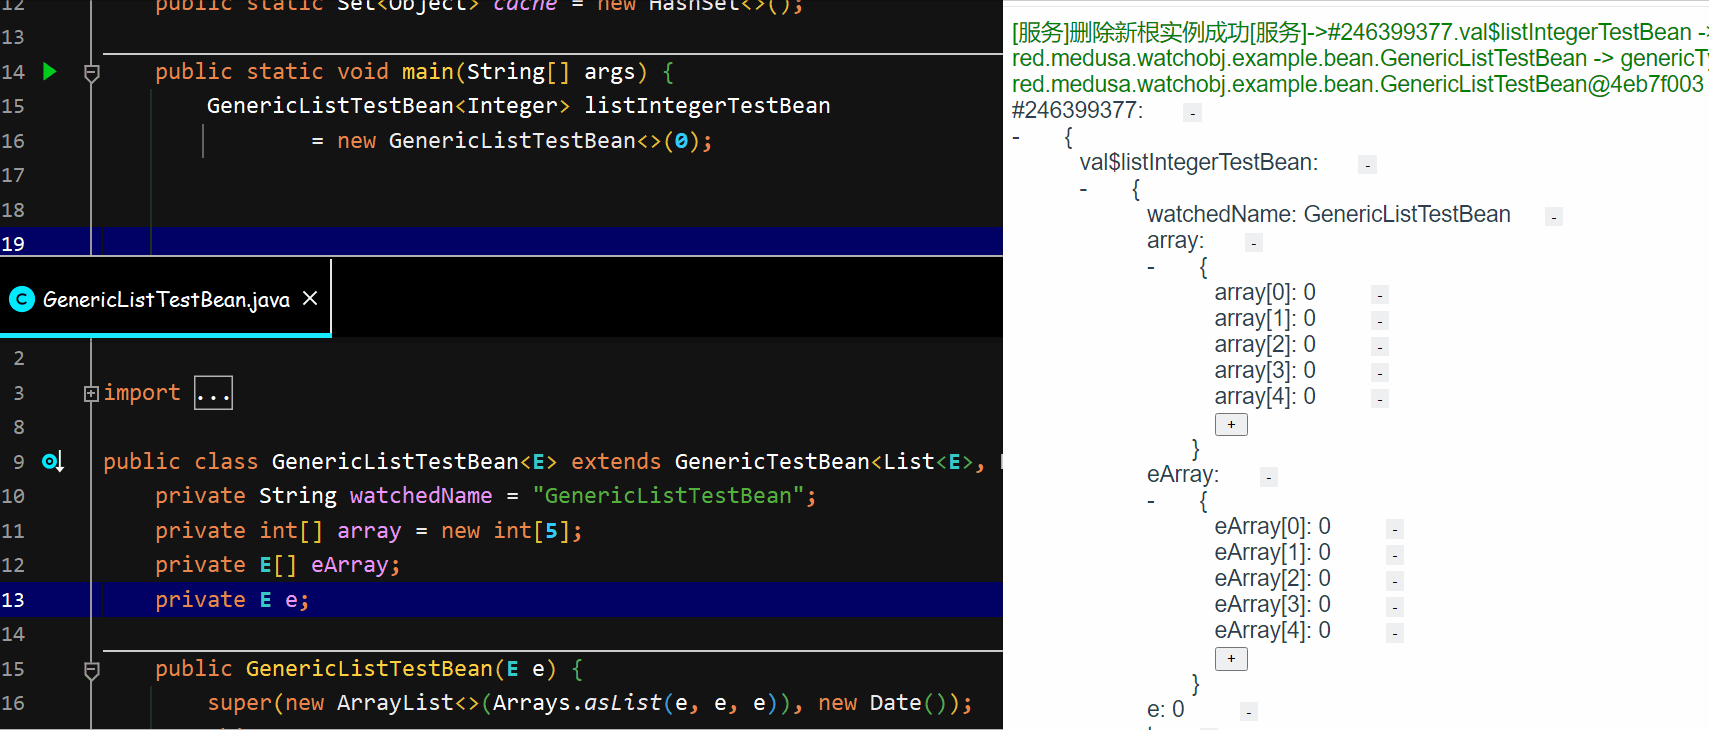 12 public static Set<Object> cache = new HashSet<>();
13
14 public static void main(String[] args) {
15 GenericListTestBean<Integer> listIntegerTestBean
16 = new GenericListTestBean<>(0);
17
18
19
GenericListTestBean.java
2
3 import ...
8
9 public class GenericListTestBean<E> extends GenericTestBean<List<E>,
10 private String watchedName = "GenericListTestBean";
11 private int[] array = new int[5];
12 private E[] eArray;
13 private E e;
14
15 public GenericListTestBean(E e) {
16 super(new ArrayList<>(Arrays.asList(e, e, e)), new Date());
[服务]删除新根实例成功[服务]->#246399377.val$listIntegerTestBean -
red.medusa.watchobj.example.bean.GenericListTestBean -> genericTy
red.medusa.watchobj.example.bean.GenericListTestBean@4eb7f003
#246399377: -
- {
val$listIntegerTestBean: -
- {
watchedName: GenericListTestBean -
array: -
- {
array[0]: 0 -
array[1]: 0 -
array[2]: 0 -
array[3]: 0 -
array[4]: 0 -
+
}
eArray: -
- {
eArray[0]: 0 -
eArray[1]: 0 -
eArray[2]: 0 -
eArray[3]: 0 -
eArray[4]: 0 -
+
}
e: 0 -